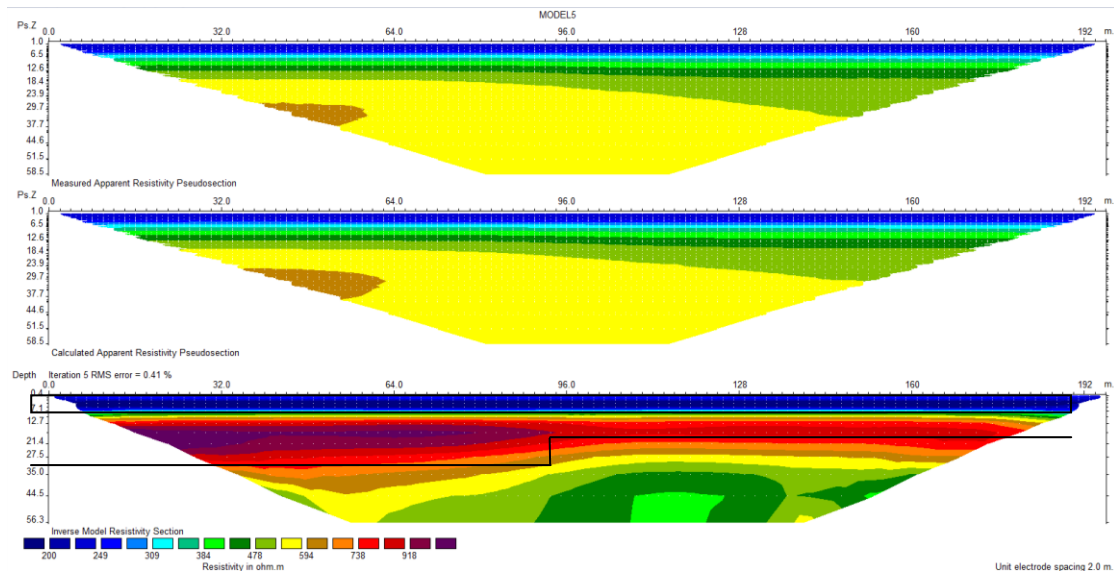 MODEL5
Ps.Z 0.0 32.0 64.0 96.0 128 160 192 m.
1.0
6.5
12.6
18.4
23.9
29.7
37.7
44.6
51.5
58.5
Measured Apparent Resistivity Pseudosection
Ps.Z 0.0 32.0 64.0 96.0 128 160 192 m.
1.0
6.5
12.6
18.4
23.9
29.7
37.7
44.6
51.5
58.5
Calculated Apparent Resistivity Pseudosection
Depth Iteration 5 RMS error = 0.41 %
0.0 32.0 64.0 96.0 128 160 192 m.
0.4
7.1
12.7
21.4
27.5
35.0
44.5
56.3
Inverse Model Resistivity Section
200 249 309 384 478 594 738 918
Resistivity in ohm.m
Unit electrode spacing 2.0 m.